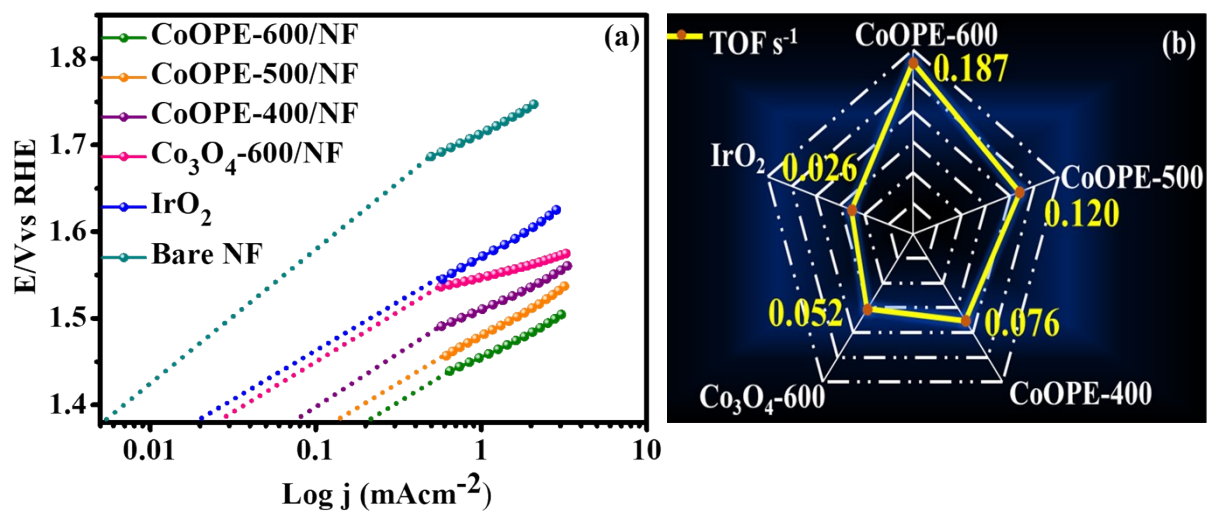 (a)
CoOPE-600/NF
CoOPE-500/NF
CoOPE-400/NF
Co₃O₄-600/NF
IrO₂
Bare NF
E/Vvs RHE
1.8
1.7
1.6
1.5
1.4
0.01 0.1 1 10
Log j (mAcm⁻²)
(b)
TOF s⁻¹
CoOPE-600
0.187
IrO₂
0.026
CoOPE-500
0.120
0.052
0.076
Co₃O₄-600
CoOPE-400